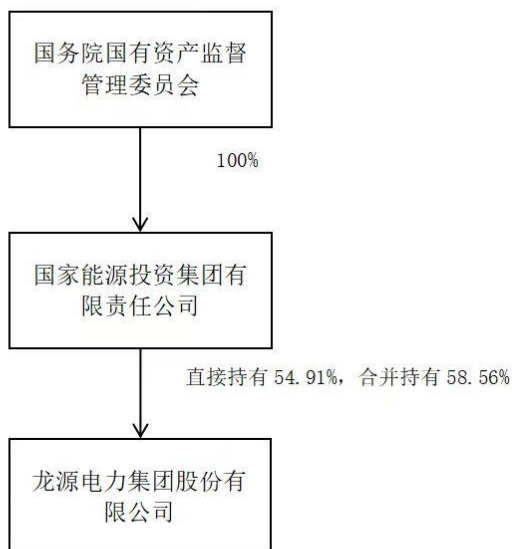 国务院国有资产监督
管理委员会
100%
国家能源投资集团有
限责任公司
直接持有 54.91%，合并持有 58.56%
龙源电力集团股份有
限公司